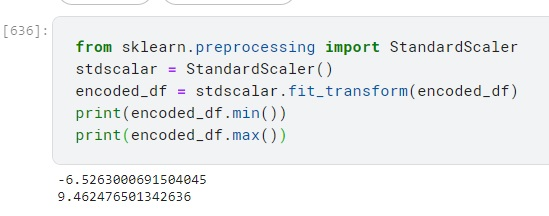 [636]:
from sklearn.preprocessing import StandardScaler
stdscalar = StandardScaler()
encoded_df = stdscalar.fit_transform(encoded_df)
print(encoded_df.min())
print(encoded_df.max())
-6.5263000691504045
9.462476501342636